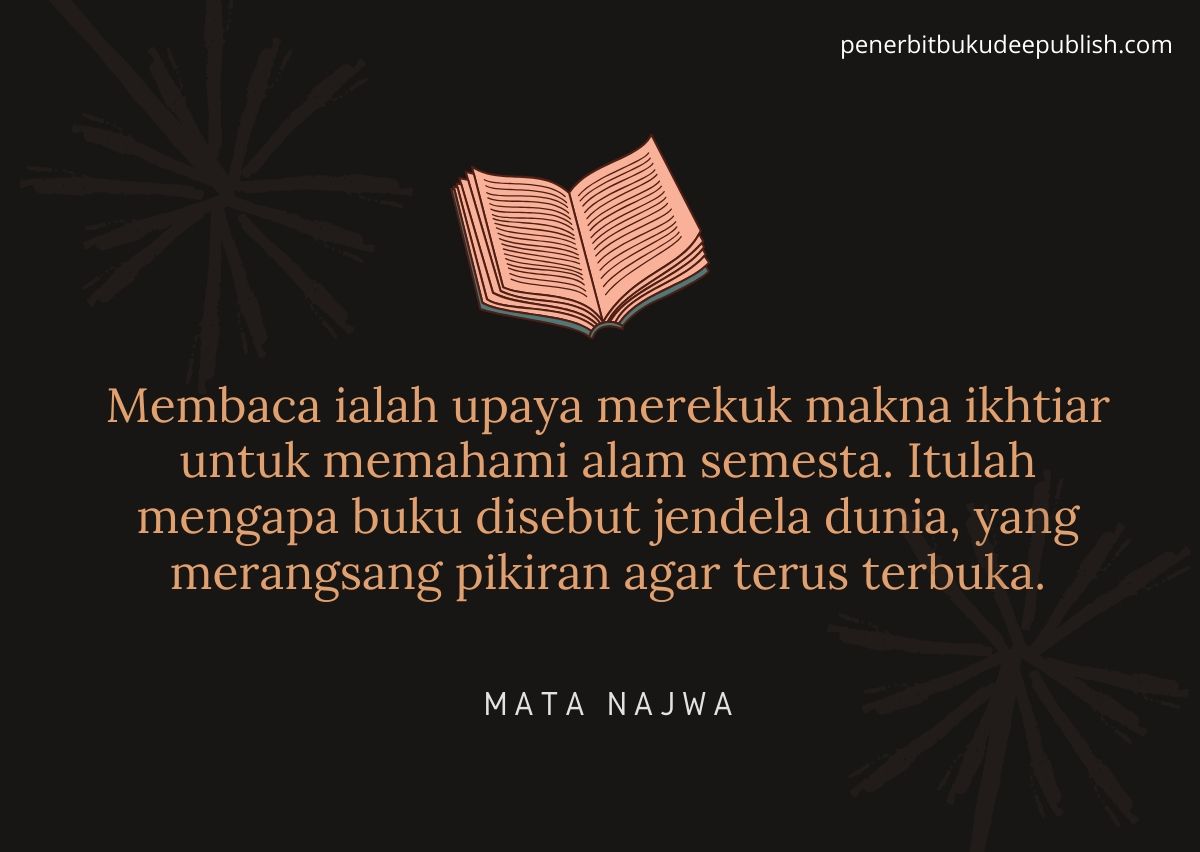 penerbitbukudeepublish.com
Membaca ialah upaya merekuk makna ikhtiar
untuk memahami alam semesta. Itulah
mengapa buku disebut jendela dunia, yang
merangsang pikiran agar terus terbuka.
MATA NAJWA